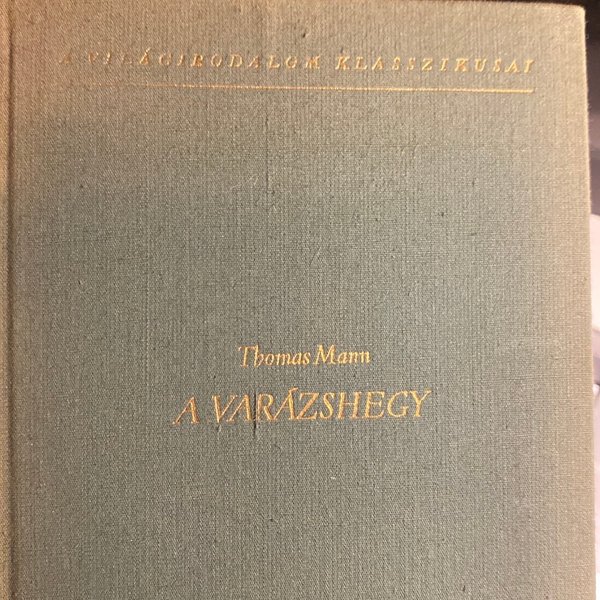 A VILÁGIRODALOM KLASSZIKUSAI
Thomas Mann
A VARÁZSHEGY